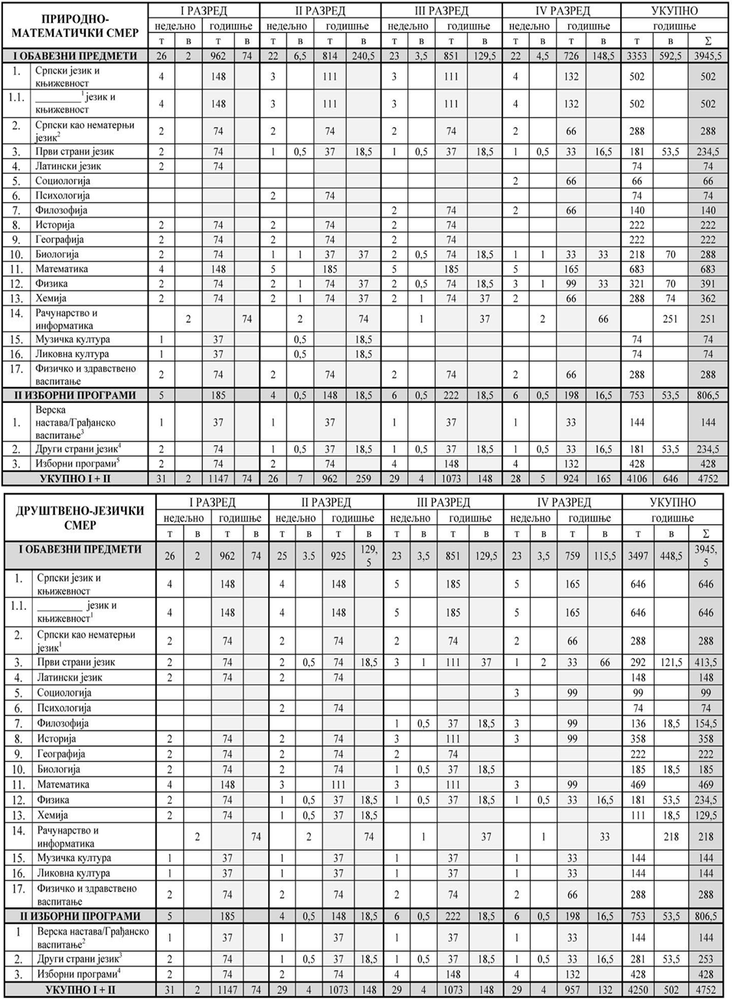 ПРИРОДНО-МАТЕМАТИЧКИ СМЕР I РАЗРЕД II РАЗРЕД III РАЗРЕД IV РАЗРЕД УКУПНО
недељно годишње недељно годишње недељно годишње недељно годишње годишње
т в т в т в т в т в т в т в т в т в Σ
I ОБАВЕЗНИ ПРЕДМЕТИ 26 2 962 74 22 6,5 814 240,5 23 3,5 851 129,5 22 4,5 726 148,5 3353 592,5 3945,5
1. Српски језик и књижевност 4 148 3 111 3 111 4 132 502 502
1.1. _________¹ језик и књижевност 4 148 3 111 3 111 4 132 502 502
2. Српски као нематерњи језик² 2 74 2 74 2 74 2 66 288 288
3. Први страни језик 2 74 1 0,5 37 18,5 1 0,5 37 18,5 1 0,5 33 16,5 181 53,5 234,5
4. Латински језик 2 74 74 74
5. Социологија 2 66 66 66
6. Психологија 2 74 74 74
7. Филозофија 2 74 2 66 140 140
8. Историја 2 74 2 74 2 74 222 222
9. Географија 2 74 2 74 2 74 222 222
10. Биологија 2 74 1 1 37 37 2 0,5 74 18,5 1 1 33 33 218 70 288
11. Математика 4 148 5 185 5 185 5 165 683 683
12. Физика 2 74 2 1 74 37 2 0,5 74 18,5 3 1 99 33 321 70 391
13. Хемија 2 74 2 1 74 37 2 1 74 37 2 66 288 74 362
14. Рачунарство и информатика 2 74 2 74 1 37 2 66 251 251
15. Музичка култура 1 37 0,5 18,5 74 74
16. Ликовна култура 1 37 0,5 18,5 74 74
17. Физичко и здравствено васпитање 2 74 2 74 2 74 2 66 288 288
II ИЗБОРНИ ПРОГРАМИ 5 185 4 0,5 148 18,5 6 0,5 222 18,5 6 0,5 198 16,5 753 53,5 806,5
1. Верска настава/Грађанско васпитање³ 1 37 1 37 1 37 1 33 144 144
2. Други страни језик⁴ 2 74 1 0,5 37 18,5 1 0,5 37 18,5 1 0,5 33 16,5 181 53,5 234,5
3. Изборни програми⁵ 2 74 2 74 4 148 4 132 428 428
УКУПНО I + II 31 2 1147 74 26 7 962 259 29 4 1073 148 28 5 924 165 4106 646 4752
ДРУШТВЕНО-ЈЕЗИЧКИ СМЕР I РАЗРЕД II РАЗРЕД III РАЗРЕД IV РАЗРЕД УКУПНО
недељно годишње недељно годишње недељно годишње недељно годишње годишње
т в т в т в т в т в т в т в т в т в Σ
I ОБАВЕЗНИ ПРЕДМЕТИ 26 2 962 74 25 3.5 925 129,5 23 3,5 851 129,5 23 3,5 759 115,5 3497 448,5 3945,5
1. Српски језик и књижевност 4 148 4 148 5 185 5 165 646 646
1.1. _________ језик и књижевност¹ 4 148 4 148 5 185 5 165 646 646
2. Српски као нематерњи језик¹ 2 74 2 74 2 74 2 66 288 288
3. Први страни језик 2 74 2 0,5 74 18,5 3 1 111 37 1 2 33 66 292 121,5 413,5
4. Латински језик 2 74 2 74 148 148
5. Социологија 3 99 99 99
6. Психологија 2 74 74 74
7. Филозофија 1 0,5 37 18,5 3 99 136 18,5 154,5
8. Историја 2 74 2 74 3 111 3 99 358 358
9. Географија 2 74 2 74 2 74 222 222
10. Биологија 2 74 2 74 1 0,5 37 18,5 185 18,5 185
11. Математика 4 148 3 111 3 111 3 99 469 469
12. Физика 2 74 1 0,5 37 18,5 1 0,5 37 18,5 1 0,5 33 16,5 181 53,5 234,5
13. Хемија 2 74 1 0,5 37 18,5 111 18,5 129,5
14. Рачунарство и информатика 2 74 2 74 1 37 1 33 218 218
15. Музичка култура 1 37 1 37 1 37 1 33 144 144
16. Ликовна култура 1 37 1 37 1 37 1 33 144 144
17. Физичко и здравствено васпитање 2 74 2 74 2 74 2 66 288 288
II ИЗБОРНИ ПРОГРАМИ 5 185 4 0,5 148 18,5 6 0,5 222 18,5 6 0,5 198 16,5 753 53,5 806,5
1 Верска настава/Грађанско васпитање² 1 37 1 37 1 37 1 33 144 144
2. Други страни језик³ 2 74 1 0,5 37 18,5 1 0,5 37 18,5 1 0,5 33 16,5 281 53,5 253
3. Изборни програми⁴ 2 74 2 74 4 148 4 132 428 428
УКУПНО I + II 31 2 1147 74 29 4 1073 148 29 4 1073 148 29 4 957 132 4250 502 4752